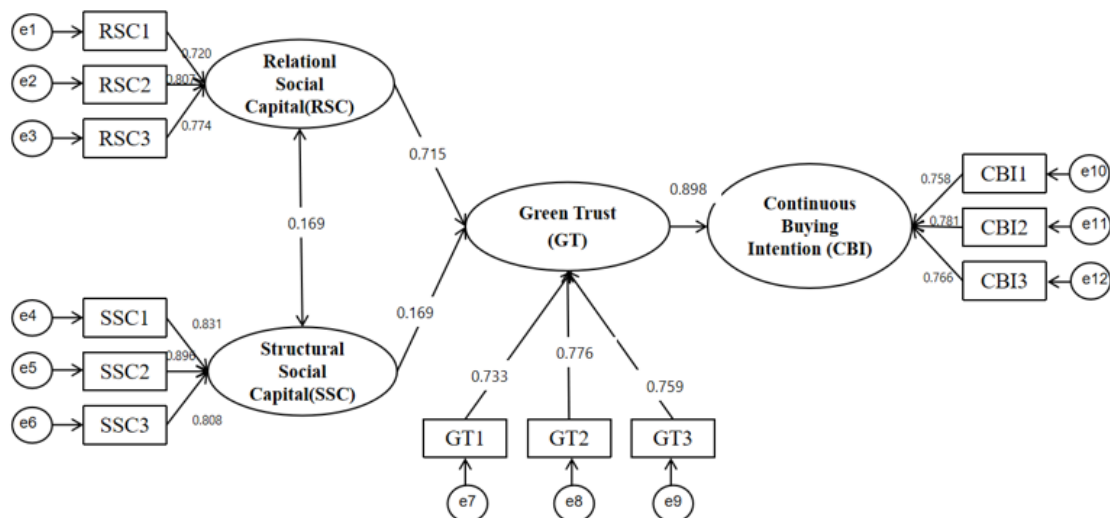 e1
RSC1
0.720
e2
RSC2
0.807
e3
RSC3
0.774
Relationl
Social
Capital(RSC)
0.715
0.169
e4
SSC1
0.831
e5
SSC2
0.896
e6
SSC3
0.808
Structural
Social
Capital(SSC)
0.169
Green Trust
(GT)
0.898
Continuous
Buying
Intention (CBI)
0.758
CBI1
e10
0.781
CBI2
e11
0.766
CBI3
e12
0.733
0.776
0.759
GT1
GT2
GT3
e7
e8
e9